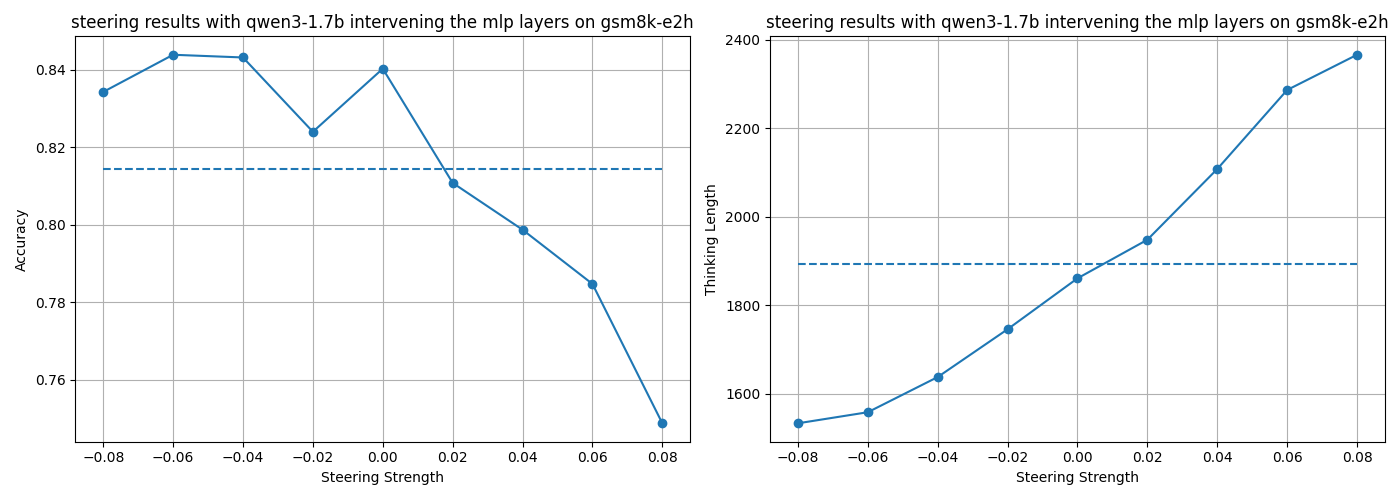 steering results with qwen3-1.7b intervening the mlp layers on gsm8k-e2h
0.84
0.82
0.80
0.78
0.76
Accuracy
−0.08 −0.06 −0.04 −0.02 0.00 0.02 0.04 0.06 0.08
Steering Strength
steering results with qwen3-1.7b intervening the mlp layers on gsm8k-e2h
2400
2200
2000
1800
1600
Thinking Length
−0.08 −0.06 −0.04 −0.02 0.00 0.02 0.04 0.06 0.08
Steering Strength